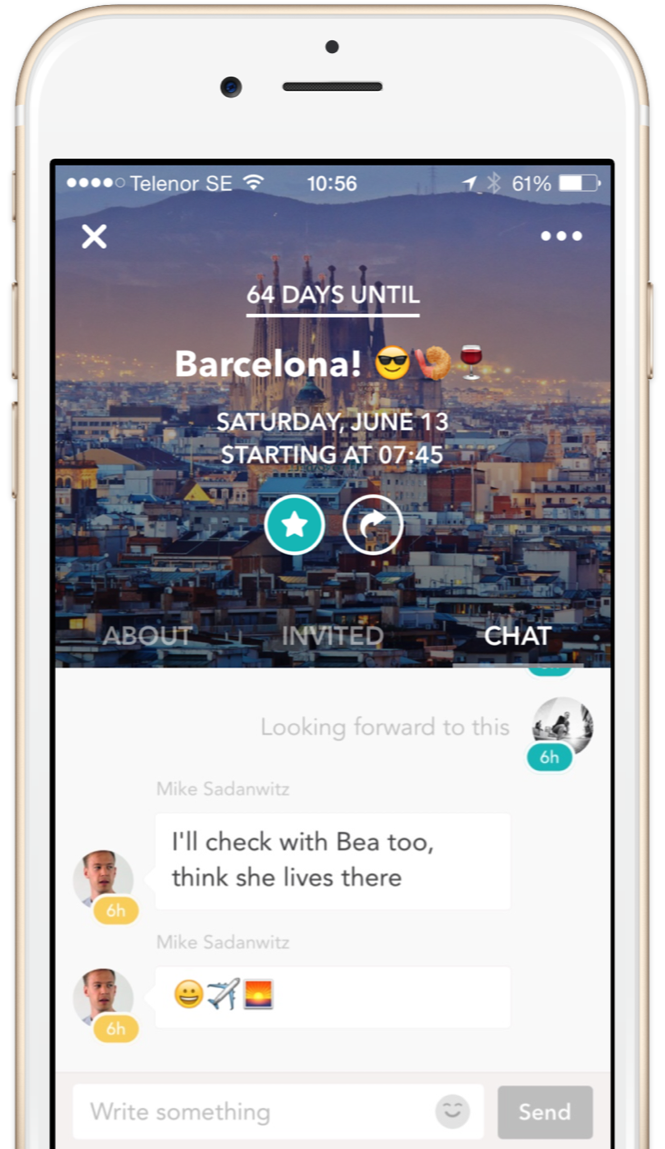 Telenor SE 10:56 61%
64 DAYS UNTIL
Barcelona! 😎🍤🍷
SATURDAY, JUNE 13
STARTING AT 07:45
ABOUT INVITED CHAT
Looking forward to this
6h
Mike Sadanwitz
I'll check with Bea too,
think she lives there
6h
Mike Sadanwitz
😀✈️🌅
6h
Write something Send